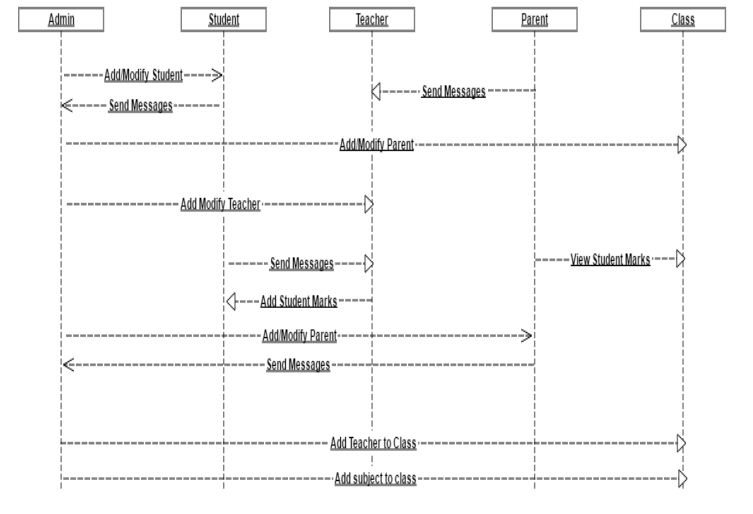 Admin
Student
Teacher
Parent
Class
Add/Modify Student
Send Messages
Send Messages
Add/Modify Parent
Add Modify Teacher
View Student Marks
Send Messages
Add Student Marks
Add/Modify Parent
Send Messages
Add Teacher to Class
Add subject to class